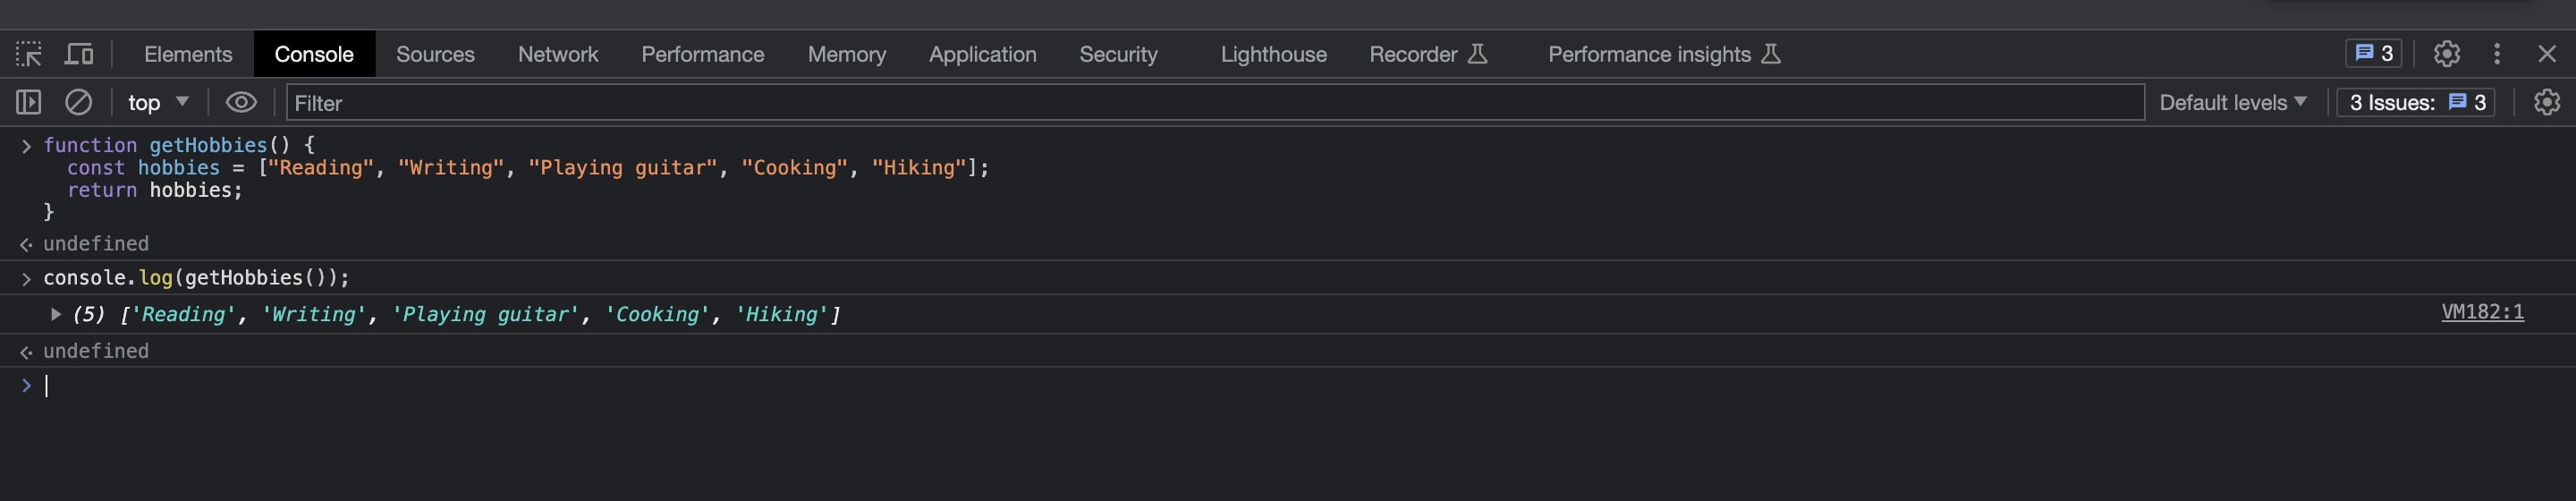 Elements Console Sources Network Performance Memory Application Security Lighthouse Recorder Performance insights 3
top Filter Default levels 3 Issues: 3
function getHobbies() {
  const hobbies = ["Reading", "Writing", "Playing guitar", "Cooking", "Hiking"];
  return hobbies;
}
undefined
console.log(getHobbies());
(5) ['Reading', 'Writing', 'Playing guitar', 'Cooking', 'Hiking'] VM182:1
undefined